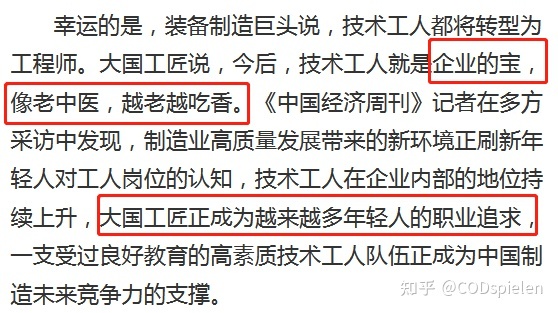 幸运的是，装备制造巨头说，技术工人都将转型为
工程师。大国工匠说，今后，技术工人就是企业的宝，
像老中医，越老越吃香。《中国经济周刊》记者在多方
采访中发现，制造业高质量发展带来的新环境正刷新年
轻人对工人岗位的认知，技术工人在企业内部的地位持
续上升，大国工匠正成为越来越多年轻人的职业追求，
一支受过良好教育的高素质技术工人队伍正成为中国制
造未来竞争力的支撑。
知乎 @CODspielen